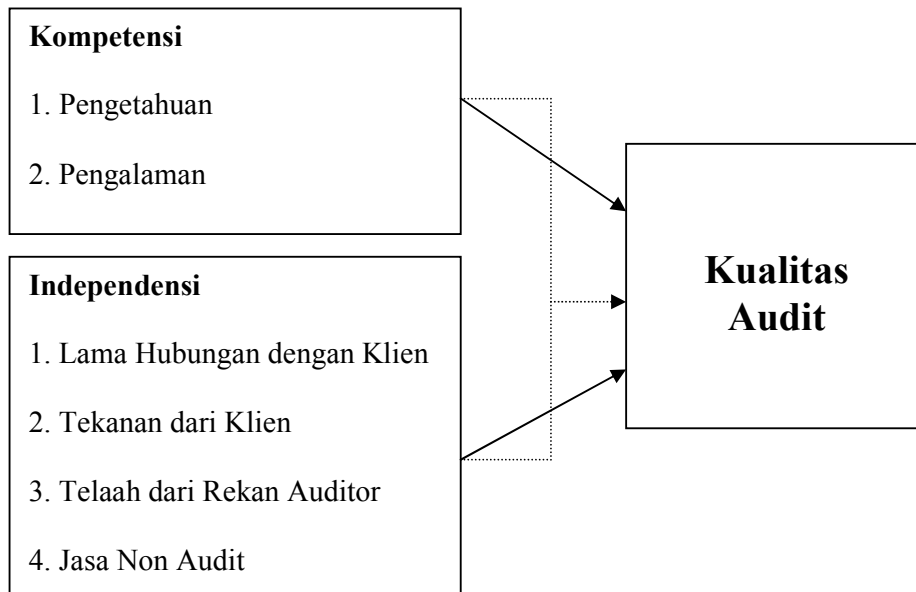 Kompetensi
1. Pengetahuan
2. Pengalaman
Independensi
1. Lama Hubungan dengan Klien
2. Tekanan dari Klien
3. Telaah dari Rekan Auditor
4. Jasa Non Audit
Kualitas
Audit